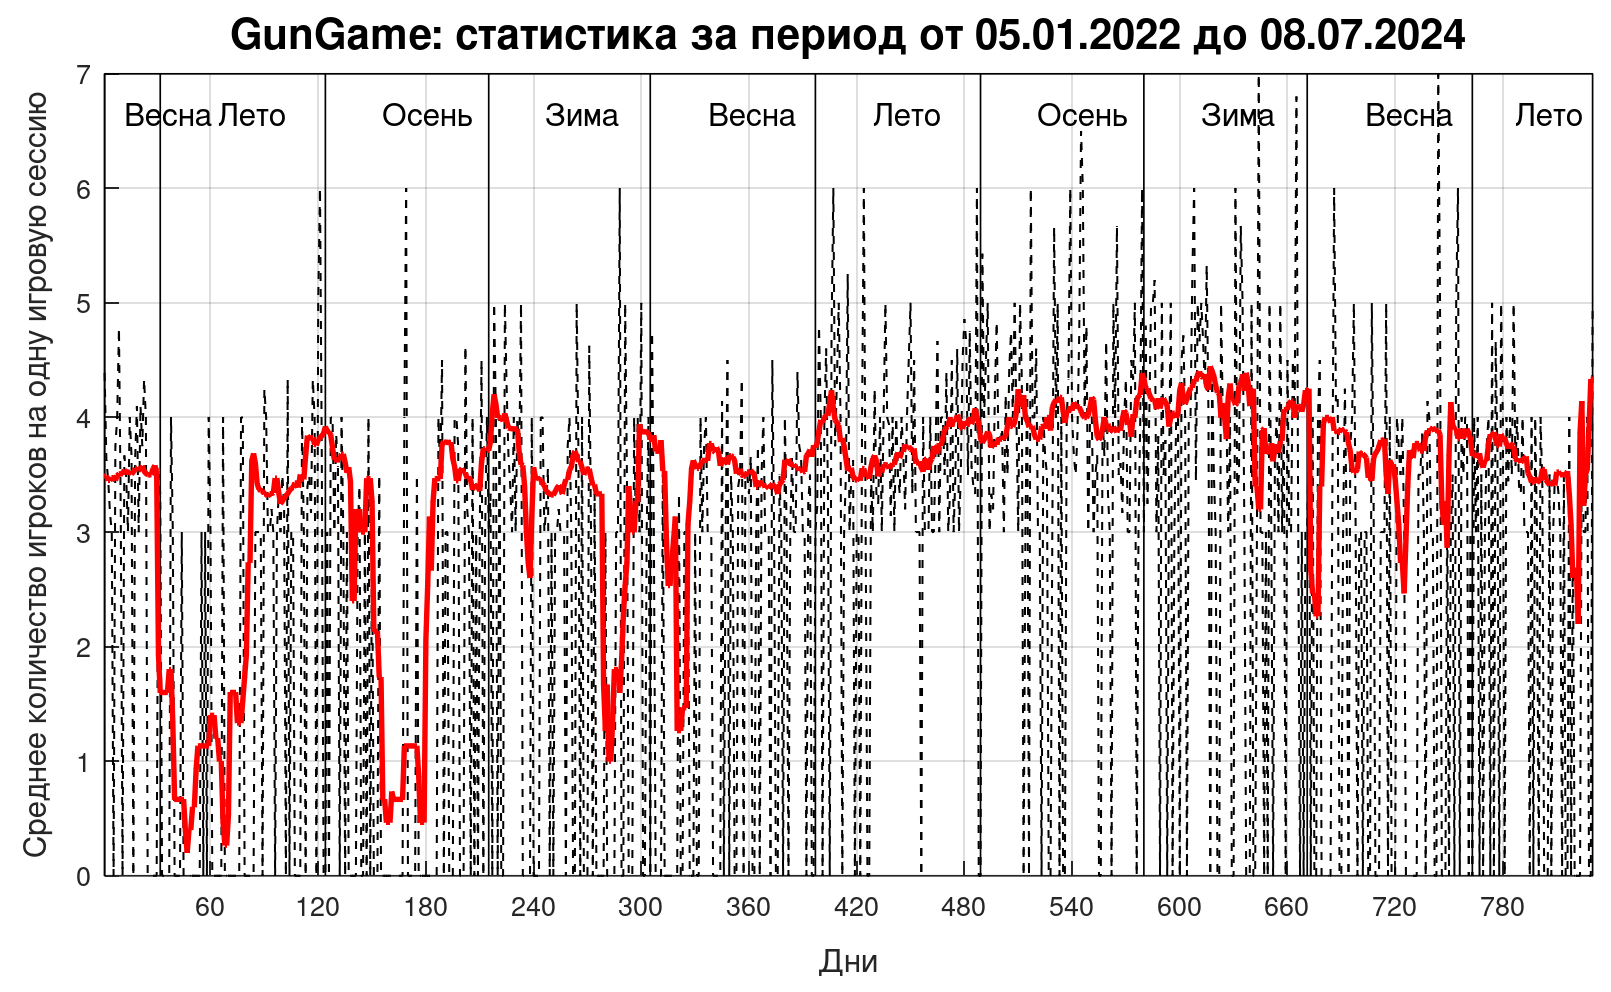 GunGame: статистика за период от 05.01.2022 до 08.07.2024
Среднее количество игроков на одну игровую сессию
7
6
5
4
3
2
1
0
Весна Лето Осень Зима Весна Лето Осень Зима Весна Лето
60 120 180 240 300 360 420 480 540 600 660 720 780
Дни